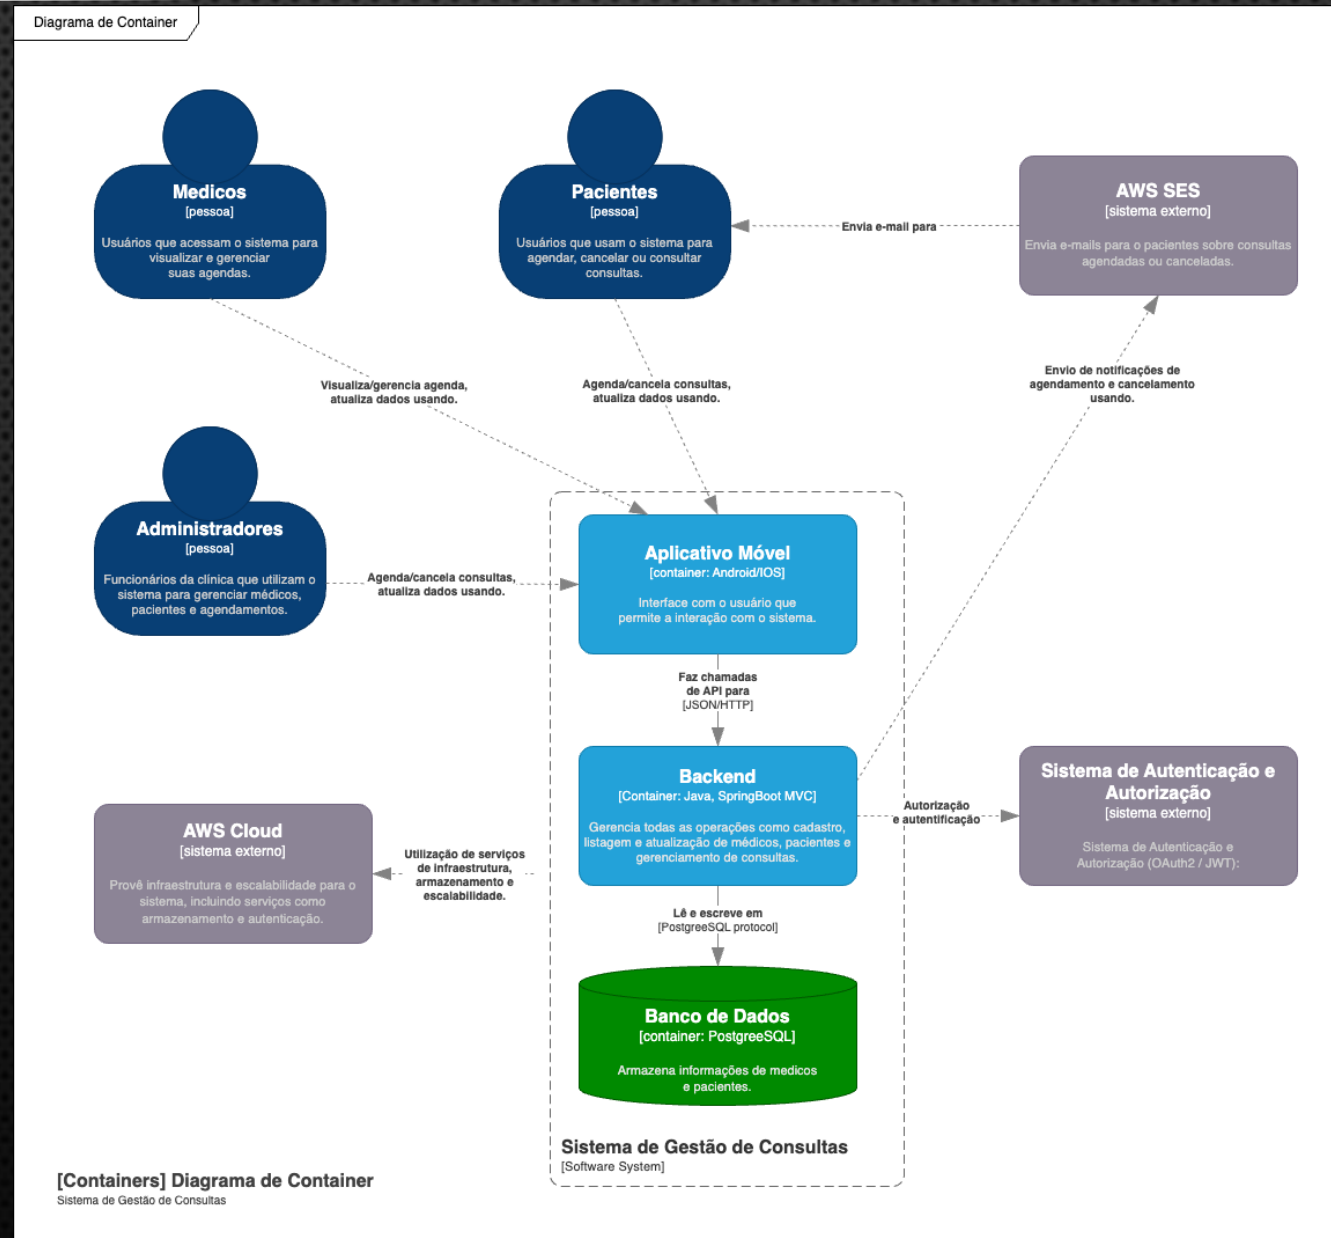 Diagrama de Container
Medicos
[pessoa]
Usuários que acessam o sistema para
visualizar e gerenciar
suas agendas.
Pacientes
[pessoa]
Usuários que usam o sistema para
agendar, cancelar ou consultar
consultas.
Envia e-mail para
AWS SES
[sistema externo]
Envia e-mails para o pacientes sobre consultas
agendadas ou canceladas.
Visualiza/gerencia agenda,
atualiza dados usando.
Agenda/cancela consultas,
atualiza dados usando.
Envio de notificações de
agendamento e cancelamento
usando.
Administradores
[pessoa]
Funcionários da clínica que utilizam o
sistema para gerenciar médicos,
pacientes e agendamentos.
Agenda/cancela consultas,
atualiza dados usando.
Aplicativo Móvel
[container: Android/IOS]
Interface com o usuário que
permite a interação com o sistema.
Faz chamadas
de API para
[JSON/HTTP]
Backend
[Container: Java, SpringBoot MVC]
Gerencia todas as operações como cadastro,
listagem e atualização de médicos, pacientes e
gerenciamento de consultas.
Autorização
e autentificação
Sistema de Autenticação e
Autorização
[sistema externo]
Sistema de Autenticação e
Autorização (OAuth2 / JWT):
AWS Cloud
[sistema externo]
Provê infraestrutura e escalabilidade para o
sistema, incluindo serviços como
armazenamento e autenticação.
Utilização de serviços
de infraestrutura,
armazenamento e
escalabilidade.
Lê e escreve em
[PostgreeSQL protocol]
Banco de Dados
[container: PostgreeSQL]
Armazena informações de medicos
e pacientes.
Sistema de Gestão de Consultas
[Software System]
[Containers] Diagrama de Container
Sistema de Gestão de Consultas